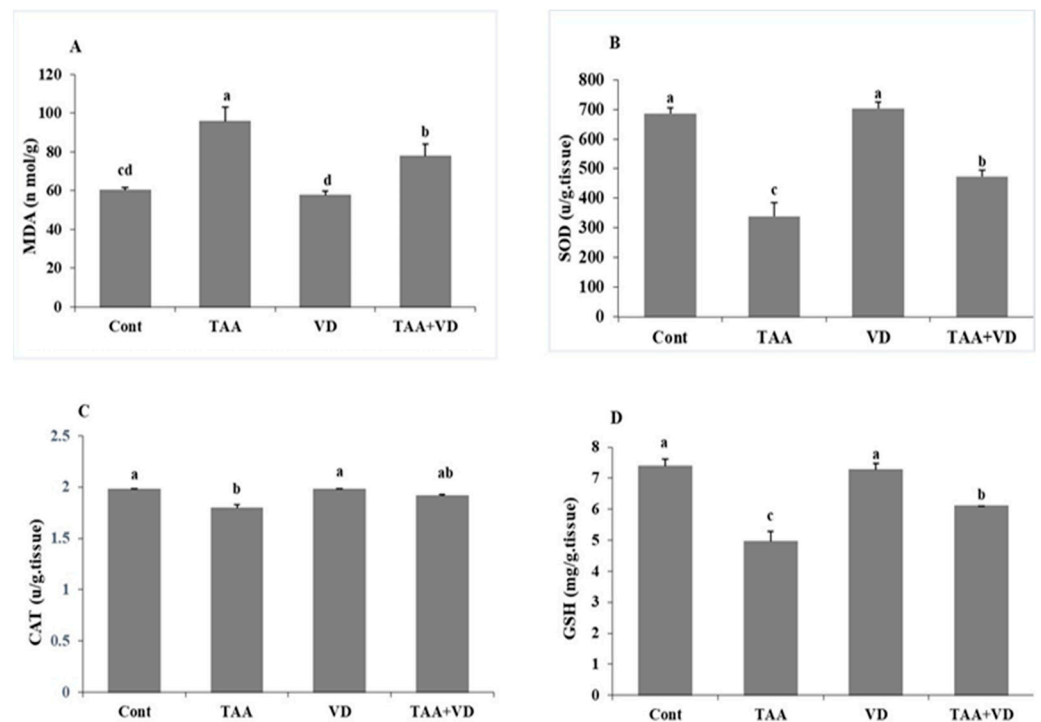 A
MDA (n mol/g)
120
100
80
60
40
20
0
cd
a
d
b
Cont TAA VD TAA+VD
B
SOD (u/g.tissue)
800
700
600
500
400
300
200
100
0
a
c
a
b
Cont TAA VD TAA+VD
C
CAT (u/g.tissue)
2.5
2
1.5
1
0.5
0
a
b
a
ab
Cont TAA VD TAA+VD
D
GSH (mg/g.tissue)
8
7
6
5
4
3
2
1
0
a
c
a
b
Cont TAA VD TAA+VD